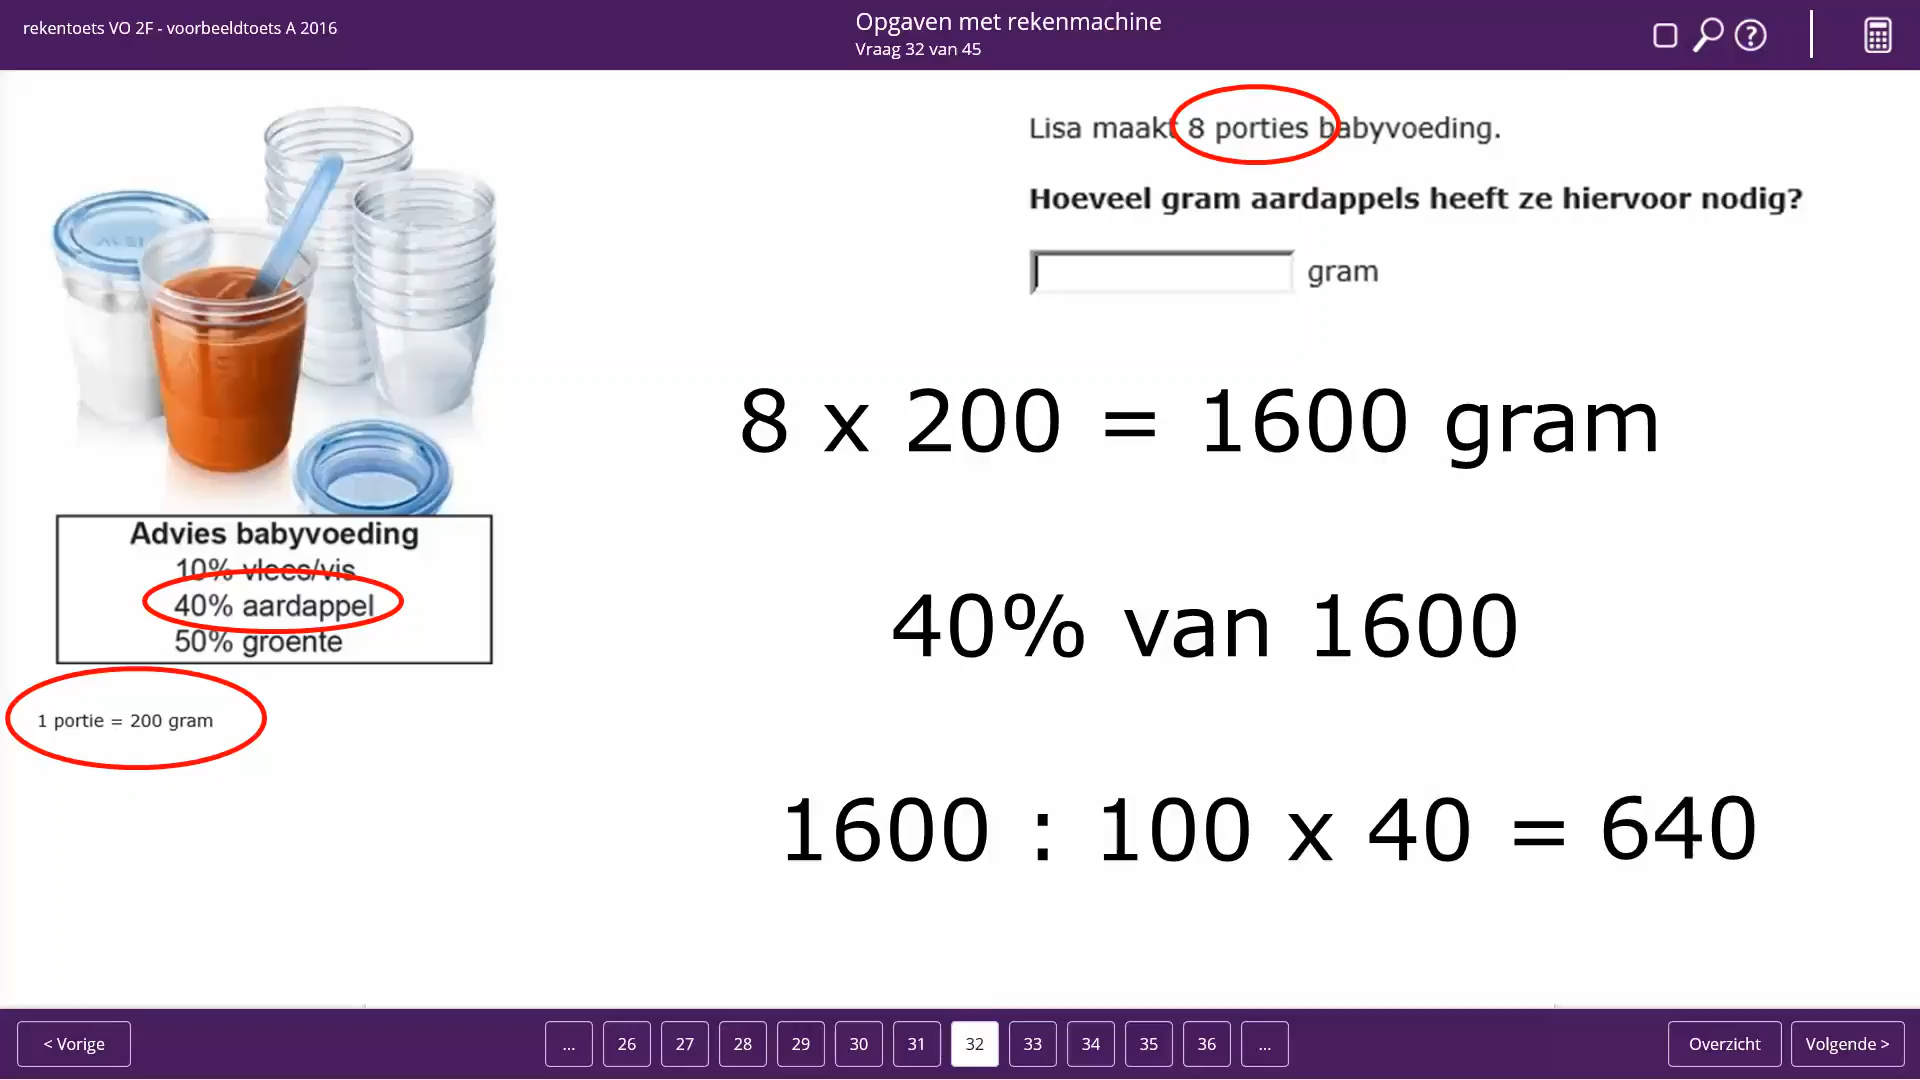 rekentoets VO 2F - voorbeeldtoets A 2016
Opgaven met rekenmachine
Vraag 32 van 45
Lisa maakt 8 porties babyvoeding.
Hoeveel gram aardappels heeft ze hiervoor nodig?
gram
8 x 200 = 1600 gram
40% van 1600
1600 : 100 x 40 = 640
Advies babyvoeding
10% vlees/vis
40% aardappel
50% groente
1 portie = 200 gram
< Vorige
... 26 27 28 29 30 31 32 33 34 35 36 ...
Overzicht
Volgende >